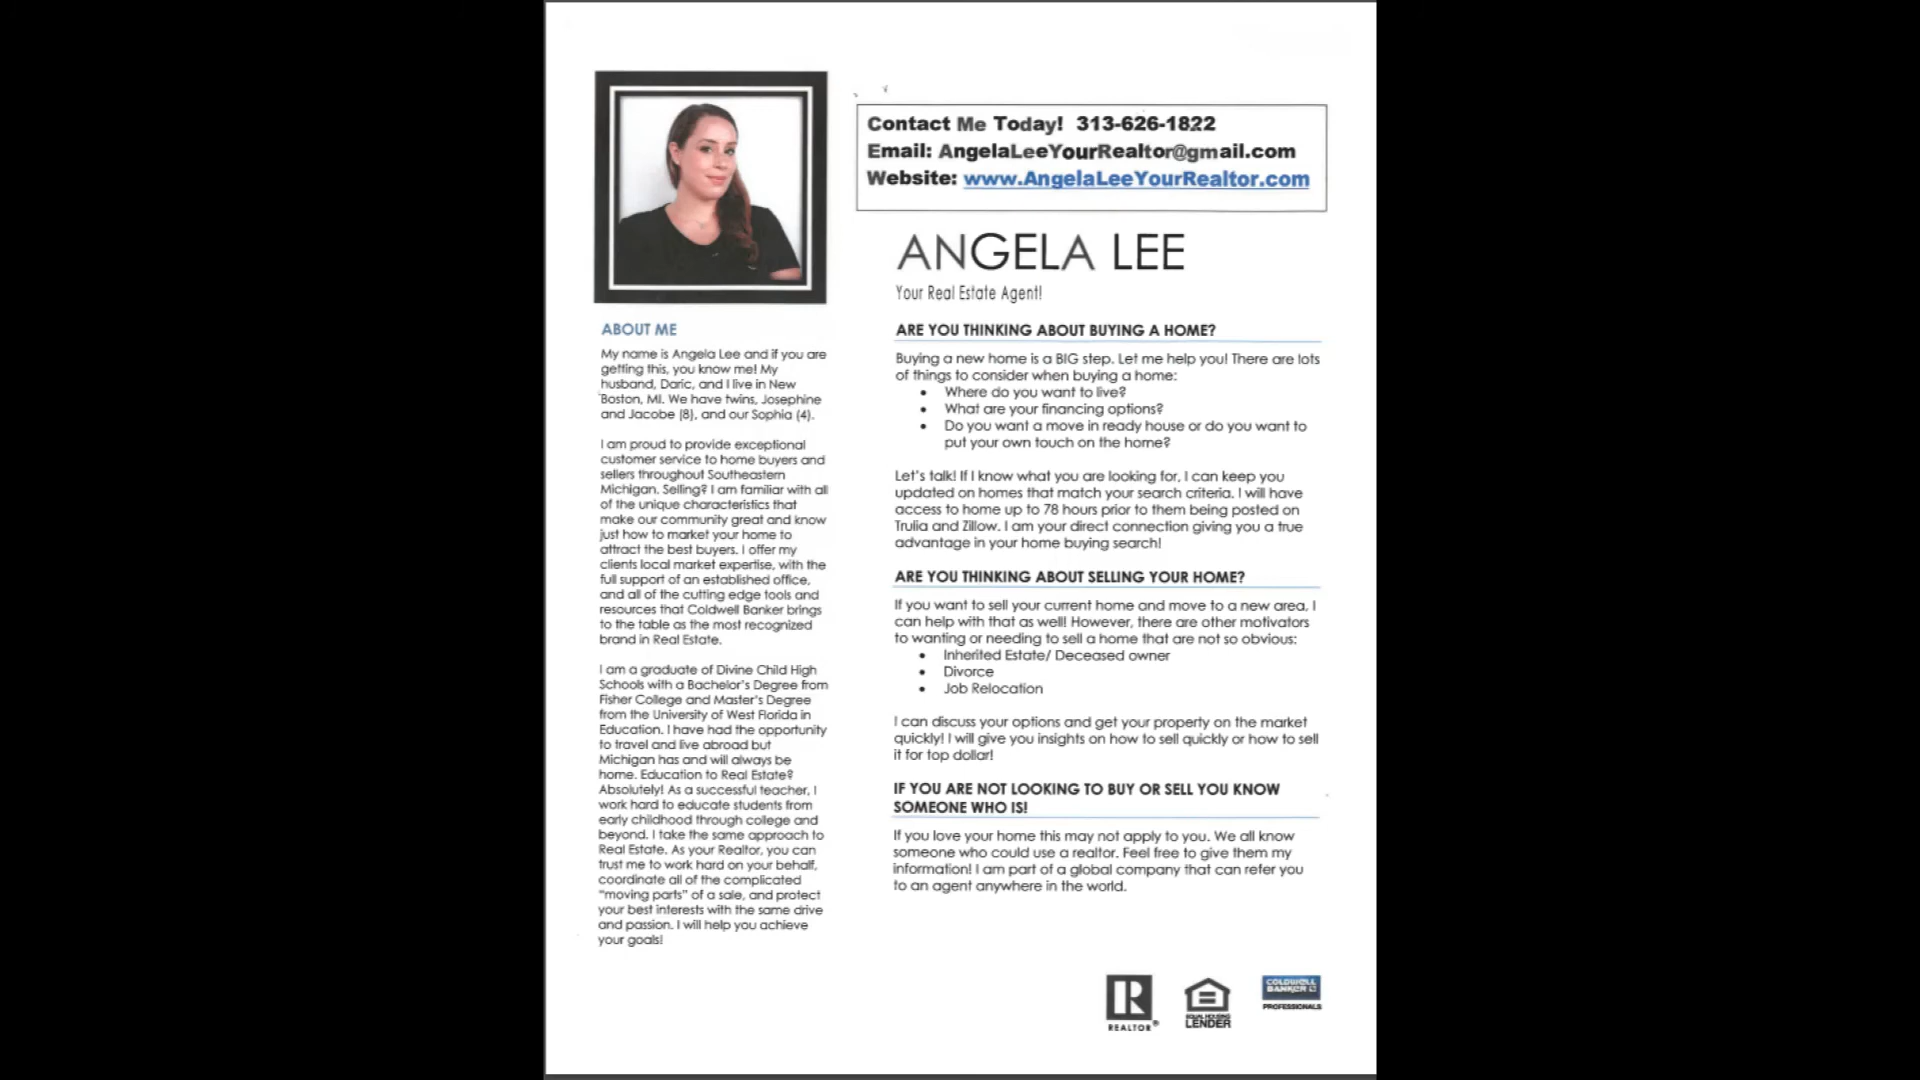 Contact Me Today! 313-626-1822
Email: AngelaLeeYourRealtor@gmail.com
Website: www.AngelaLeeYourRealtor.com
ANGELA LEE
Your Real Estate Agent!
ABOUT ME
My name is Angela Lee and if you are
getting this, you know me! My
husband, Daric, and I live in New
Boston, MI. We have twins, Josephine
and Jacobe (8), and our Sophia (4).
I am proud to provide exceptional
customer service to home buyers and
sellers throughout Southeastern
Michigan. Selling? I am familiar with all
of the unique characteristics that
make our community great and know
just how to market your home to
attract the best buyers. I offer my
clients local market expertise, with the
full support of an established office,
and all of the cutting edge tools and
resources that Coldwell Banker brings
to the table as the most recognized
brand in Real Estate.
I am a graduate of Divine Child High
Schools with a Bachelor's Degree from
Fisher College and Master's Degree
from the University of West Florida in
Education. I have had the opportunity
to travel and live abroad but
Michigan has and will always be
home. Education to Real Estate?
Absolutely! As a successful teacher, I
work hard to educate students from
early childhood through college and
beyond. I take the same approach to
Real Estate. As your Realtor, you can
trust me to work hard on your behalf,
coordinate all of the complicated
"moving parts" of a sale, and protect
your best interests with the same drive
and passion. I will help you achieve
your goals!
ARE YOU THINKING ABOUT BUYING A HOME?
Buying a new home is a BIG step. Let me help you! There are lots
of things to consider when buying a home:
• Where do you want to live?
• What are your financing options?
• Do you want a move in ready house or do you want to
put your own touch on the home?
Let's talk! If I know what you are looking for, I can keep you
updated on homes that match your search criteria. I will have
access to home up to 78 hours prior to them being posted on
Trulia and Zillow. I am your direct connection giving you a true
advantage in your home buying search!
ARE YOU THINKING ABOUT SELLING YOUR HOME?
If you want to sell your current home and move to a new area, I
can help with that as well! However, there are other motivators
to wanting or needing to sell a home that are not so obvious:
• Inherited Estate/ Deceased owner
• Divorce
• Job Relocation
I can discuss your options and get your property on the market
quickly! I will give you insights on how to sell quickly or how to sell
it for top dollar!
IF YOU ARE NOT LOOKING TO BUY OR SELL YOU KNOW
SOMEONE WHO IS!
If you love your home this may not apply to you. We all know
someone who could use a realtor. Feel free to give them my
information! I am part of a global company that can refer you
to an agent anywhere in the world.
REALTOR®
EQUAL HOUSING
LENDER
COLDWELL
BANKER
PROFESSIONALS